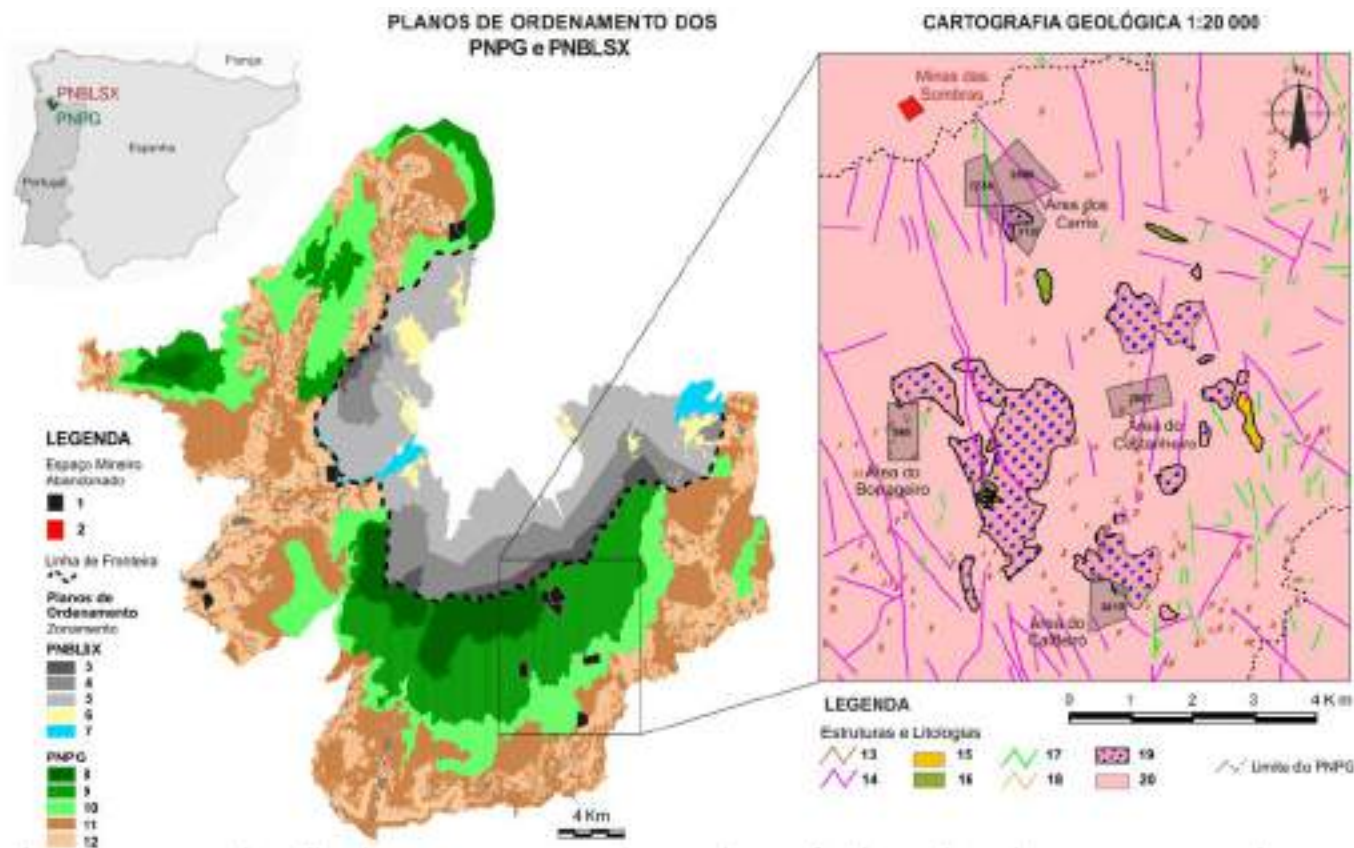 PLANOS DE ORDENAMENTO DOS
PNPG e PNBLSX
CARTOGRAFIA GEOLÓGICA 1:20 000
França
PNBLSX
PNPG
Espanha
Portugal
Minas das
Sombras
Área dos
Carris
Área do
Castanheiro
Área do
Borrageiro
Área do
Salteiro
LEGENDA
Espaço Mineiro
Abandonado
1
2
Linha de Fronteira
Planos de
Ordenamento
Zonamento
PNBLSX
3
4
5
6
7
PNPG
8
9
10
11
12
4 Km
LEGENDA
0 1 2 3 4 Km
Estruturas e Litologias
13 15 17 19
14 16 18 20
Limite do PNPG